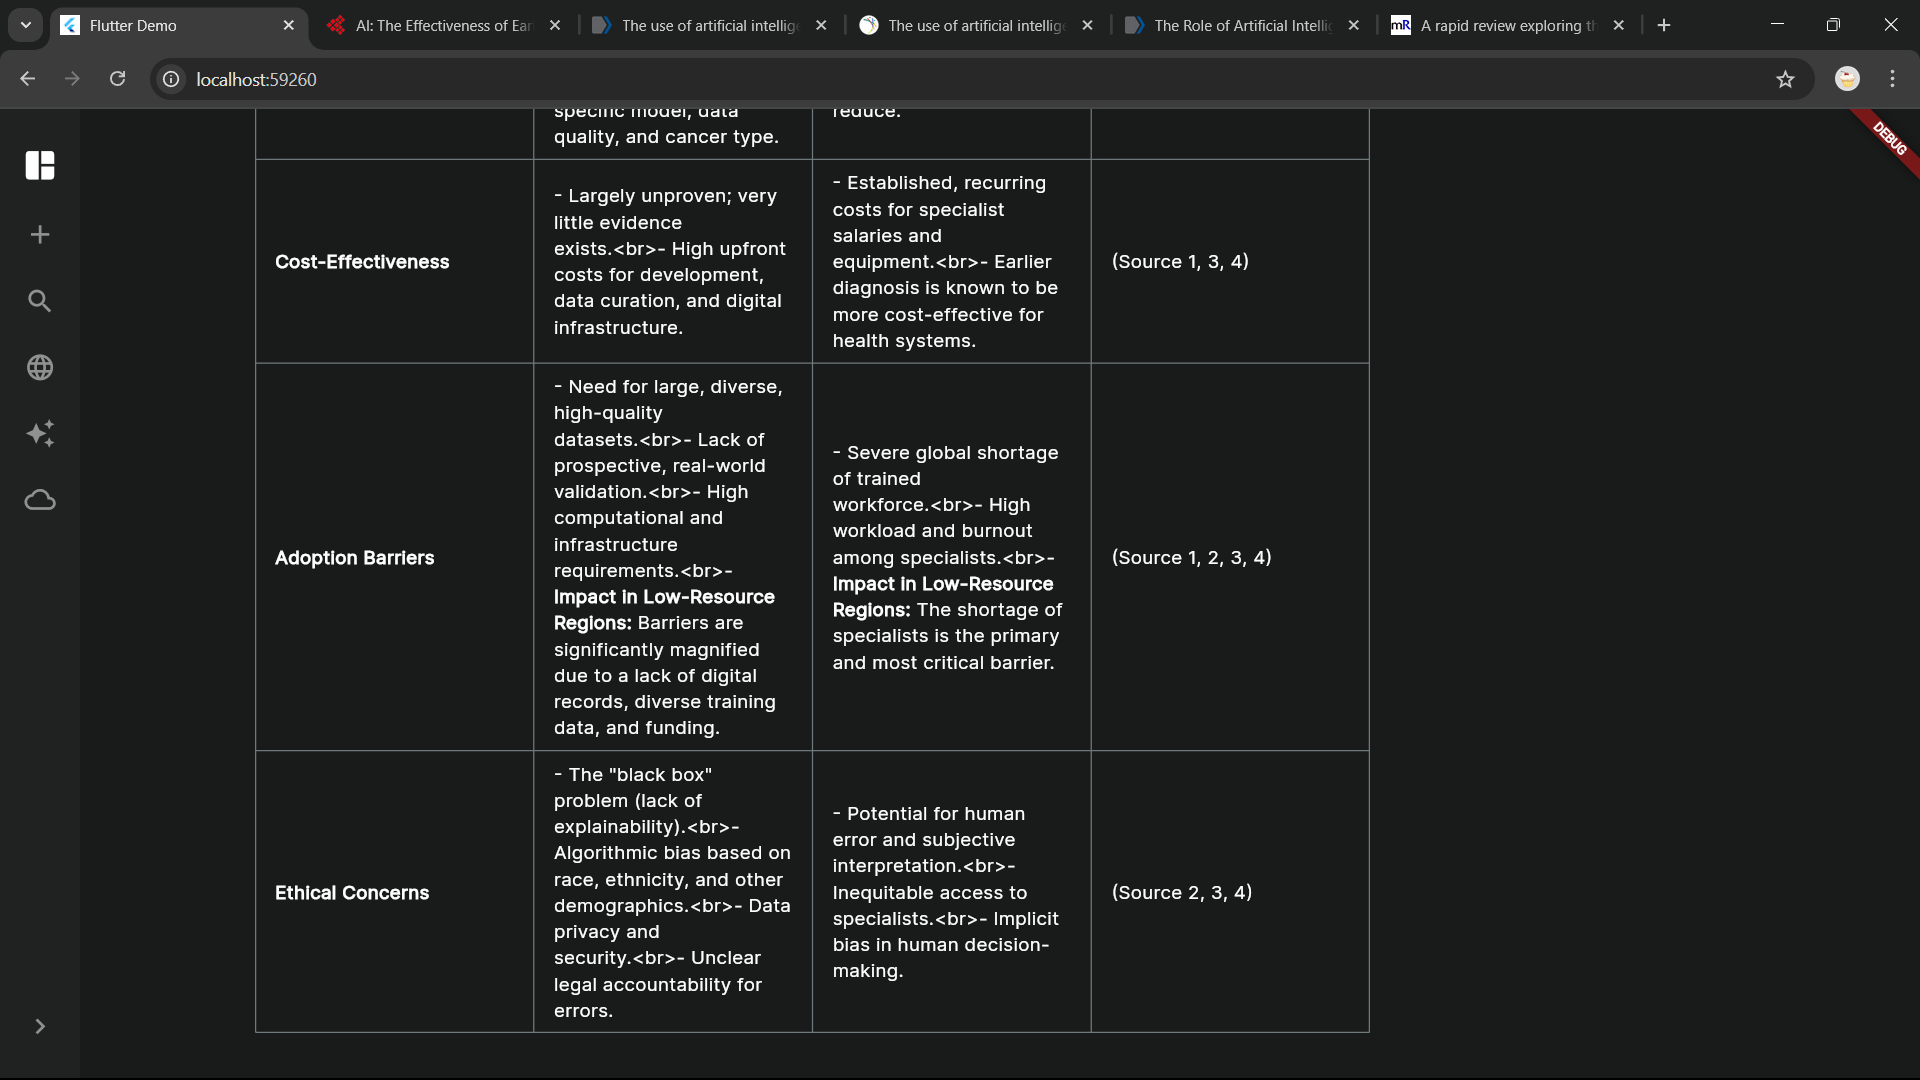 Flutter Demo
AI: The Effectiveness of Ear
The use of artificial intellige
The use of artificial intellige
The Role of Artificial Intelli
mR
A rapid review exploring th
localhost:59260
DEBUG
specific model, data
quality, and cancer type.
reduce.
Cost-Effectiveness
- Largely unproven; very
little evidence
exists.<br>- High upfront
costs for development,
data curation, and digital
infrastructure.
- Established, recurring
costs for specialist
salaries and
equipment.<br>- Earlier
diagnosis is known to be
more cost-effective for
health systems.
(Source 1, 3, 4)
Adoption Barriers
- Need for large, diverse,
high-quality
datasets.<br>- Lack of
prospective, real-world
validation.<br>- High
computational and
infrastructure
requirements.<br>-
Impact in Low-Resource
Regions: Barriers are
significantly magnified
due to a lack of digital
records, diverse training
data, and funding.
- Severe global shortage
of trained
workforce.<br>- High
workload and burnout
among specialists.<br>-
Impact in Low-Resource
Regions: The shortage of
specialists is the primary
and most critical barrier.
(Source 1, 2, 3, 4)
Ethical Concerns
- The "black box"
problem (lack of
explainability).<br>-
Algorithmic bias based on
race, ethnicity, and other
demographics.<br>- Data
privacy and
security.<br>- Unclear
legal accountability for
errors.
- Potential for human
error and subjective
interpretation.<br>-
Inequitable access to
specialists.<br>- Implicit
bias in human decision-
making.
(Source 2, 3, 4)